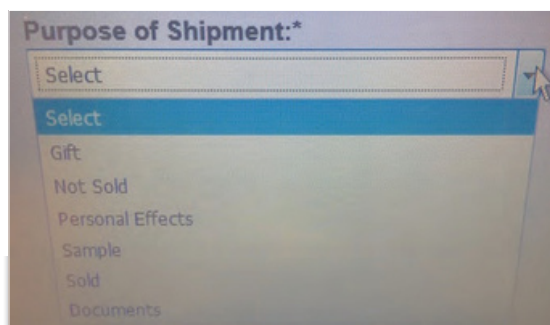 Purpose of Shipment:*
Select
Select
Gift
Not Sold
Personal Effects
Sample
Sold
Documents